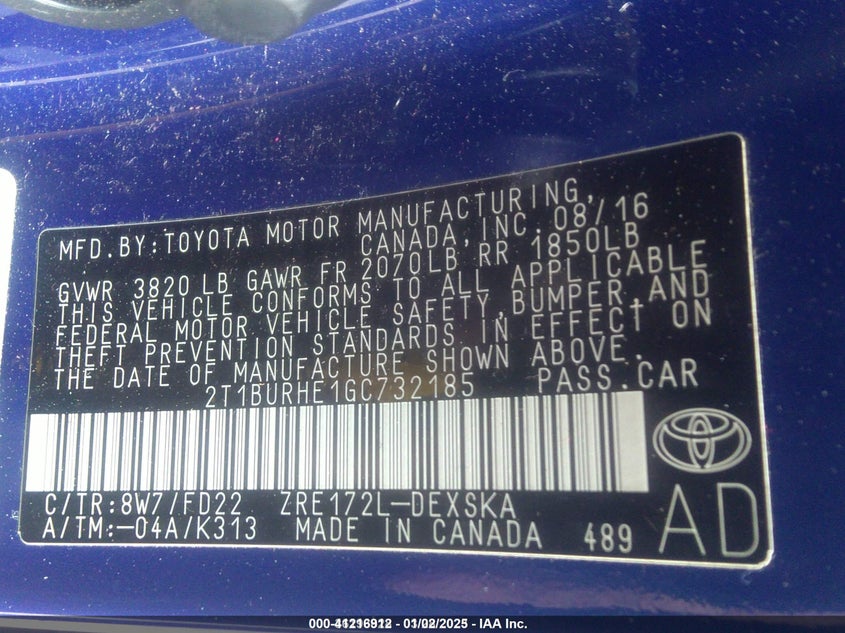 MFD.BY:TOYOTA MOTOR MANUFACTURING,
CANADA,INC. 08/16
GVWR 3820 LB GAWR FR 2070LB RR 1850LB
THIS VEHICLE CONFORMS TO ALL APPLICABLE
FEDERAL MOTOR VEHICLE SAFETY,BUMPER,AND
THEFT PREVENTION STANDARDS IN EFFECT ON
THE DATE OF MANUFACTURE SHOWN ABOVE.
2T1BURHE1GC732185 PASS.CAR
C/TR:8W7/FD22 ZRE172L-DEXSKA
A/TM:-04A/K313 MADE IN CANADA 489 AD
01/02/2025 - IAA Inc.